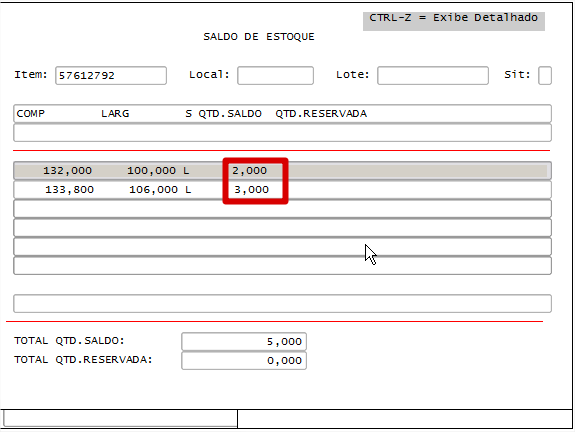 CTRL-Z = Exibe Detalhado
SALDO DE ESTOQUE
Item: 57612792 Local: Lote: Sit:
COMP LARG S QTD.SALDO QTD.RESERVADA
132,000 100,000 L 2,000
133,800 106,000 L 3,000
TOTAL QTD.SALDO: 5,000
TOTAL QTD.RESERVADA: 0,000